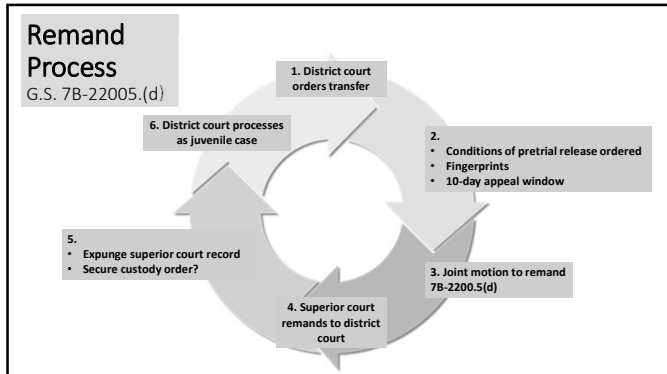 Remand
Process
G.S. 7B-22005.(d)
1. District court
orders transfer
2.
• Conditions of pretrial release ordered
• Fingerprints
• 10-day appeal window
3. Joint motion to remand
7B-2200.5(d)
4. Superior court
remands to district
court
5.
• Expunge superior court record
• Secure custody order?
6. District court processes
as juvenile case